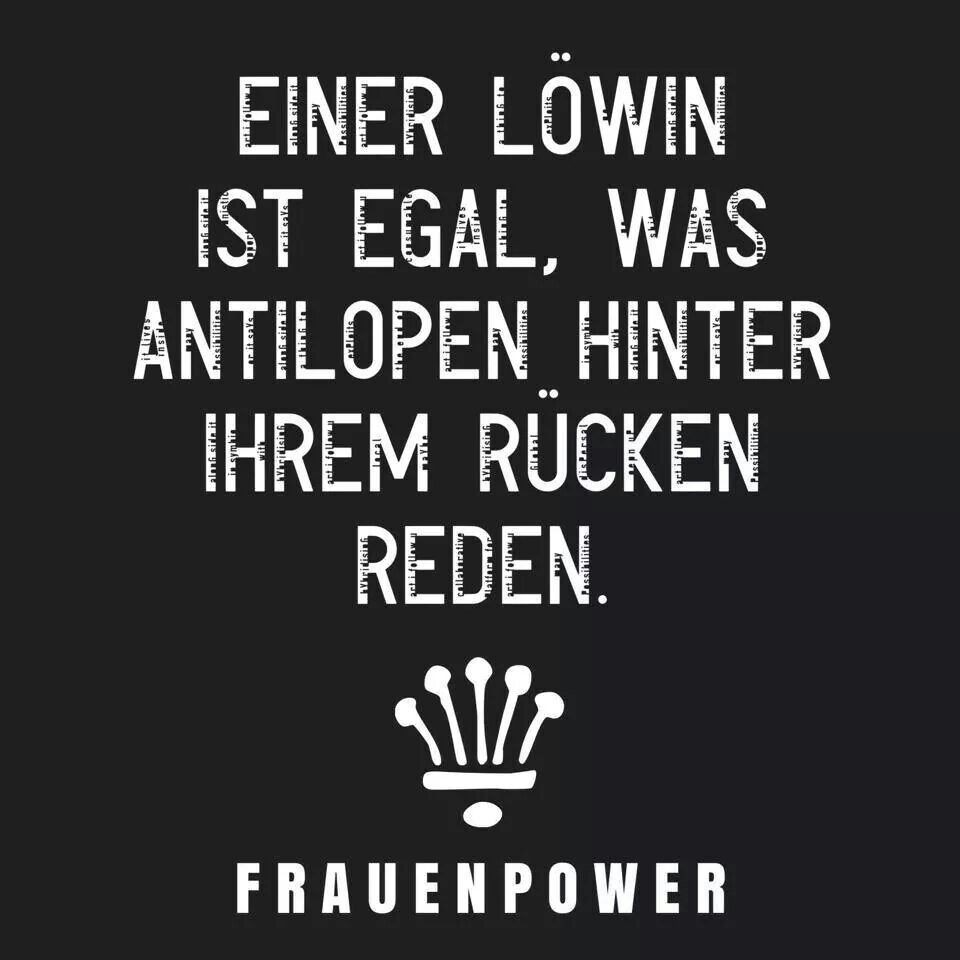 EINER LÖWIN
IST EGAL, WAS
ANTILOPEN HINTER
IHREM RÜCKEN
REDEN.
FRAUENPOWER